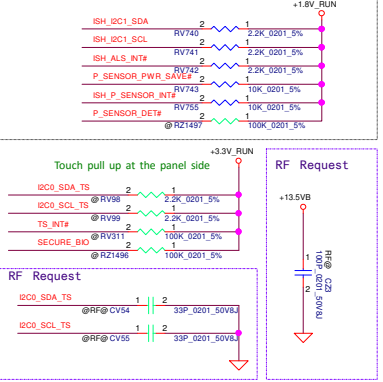 +1.8V_RUN
ISH_I2C1_SDA 2 1
RV740 2.2K_0201_5%
ISH_I2C1_SCL 2 1
RV741 2.2K_0201_5%
ISH_ALS_INT# 2 1
RV742 2.2K_0201_5%
P_SENSOR_PWR_SAVE# 2 1
RV743 10K_0201_5%
ISH_P_SENSOR_INT# 2 1
RV755 10K_0201_5%
P_SENSOR_DET# 2 1
@ RZ1497 100K_0201_5%
+3.3V_RUN
Touch pull up at the panel side
I2C0_SDA_TS 2 1
@ RV98 2.2K_0201_5%
I2C0_SCL_TS 2 1
@ RV99 2.2K_0201_5%
TS_INT# 2 1
@ RV311 100K_0201_5%
SECURE_BIO 2 1
@ RZ1496 100K_0201_5%
RF Request
+13.5VB
1
2
RF@ CZ3
100P_0201_50V8J
RF Request
I2C0_SDA_TS 1 2
@RF@ CV54 33P_0201_50V8J
I2C0_SCL_TS 1 2
@RF@ CV55 33P_0201_50V8J